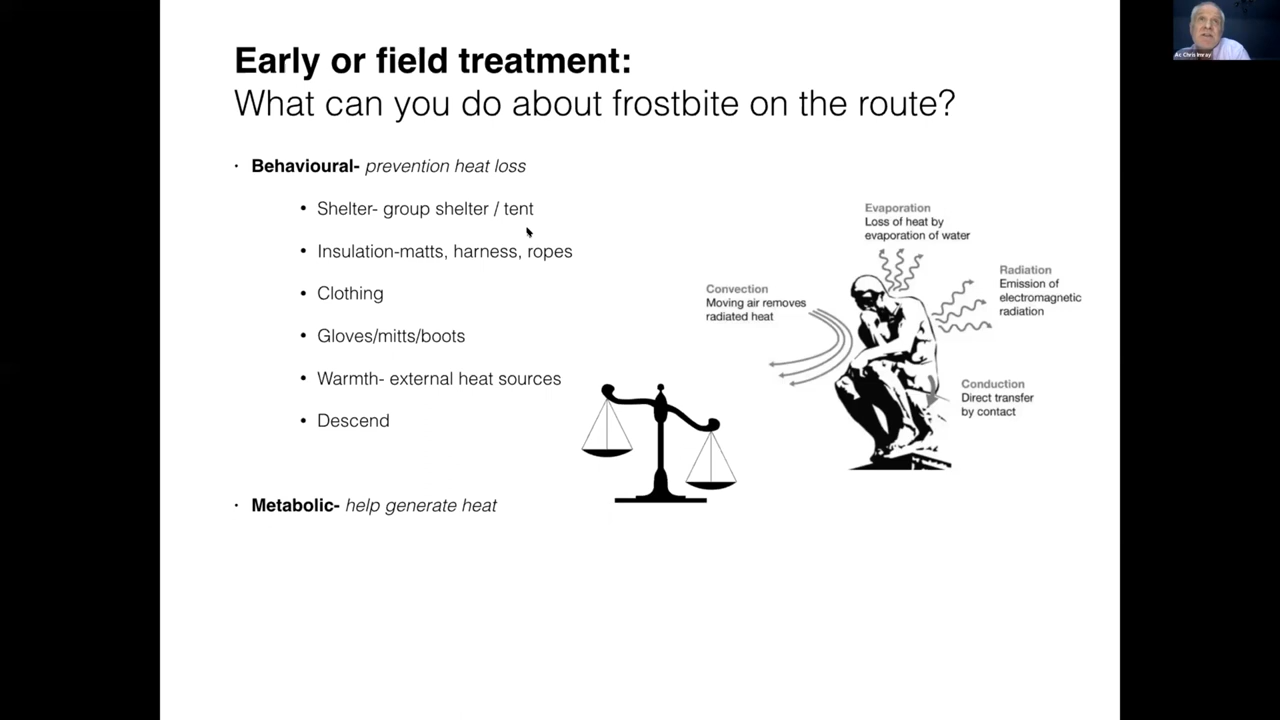 Early or field treatment:
What can you do about frostbite on the route?
· Behavioural- prevention heat loss
• Shelter- group shelter / tent
• Insulation-matts, harness, ropes
• Clothing
• Gloves/mitts/boots
• Warmth- external heat sources
• Descend
· Metabolic- help generate heat
Evaporation
Loss of heat by
evaporation of water
Radiation
Emission of
electromagnetic
radiation
Convection
Moving air removes
radiated heat
Conduction
Direct transfer
by contact
Ac Chris Imray